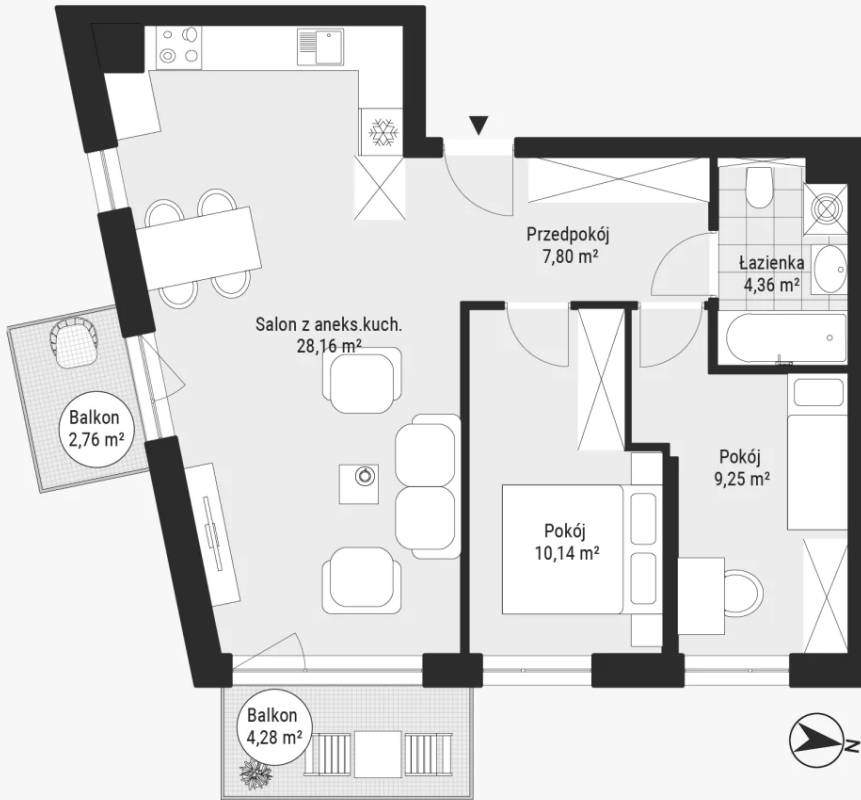 Przedpokój
7,80 m²
Łazienka
4,36 m²
Salon z aneks.kuch.
28,16 m²
Balkon
2,76 m²
Pokój
9,25 m²
Pokój
10,14 m²
Balkon
4,28 m²
N